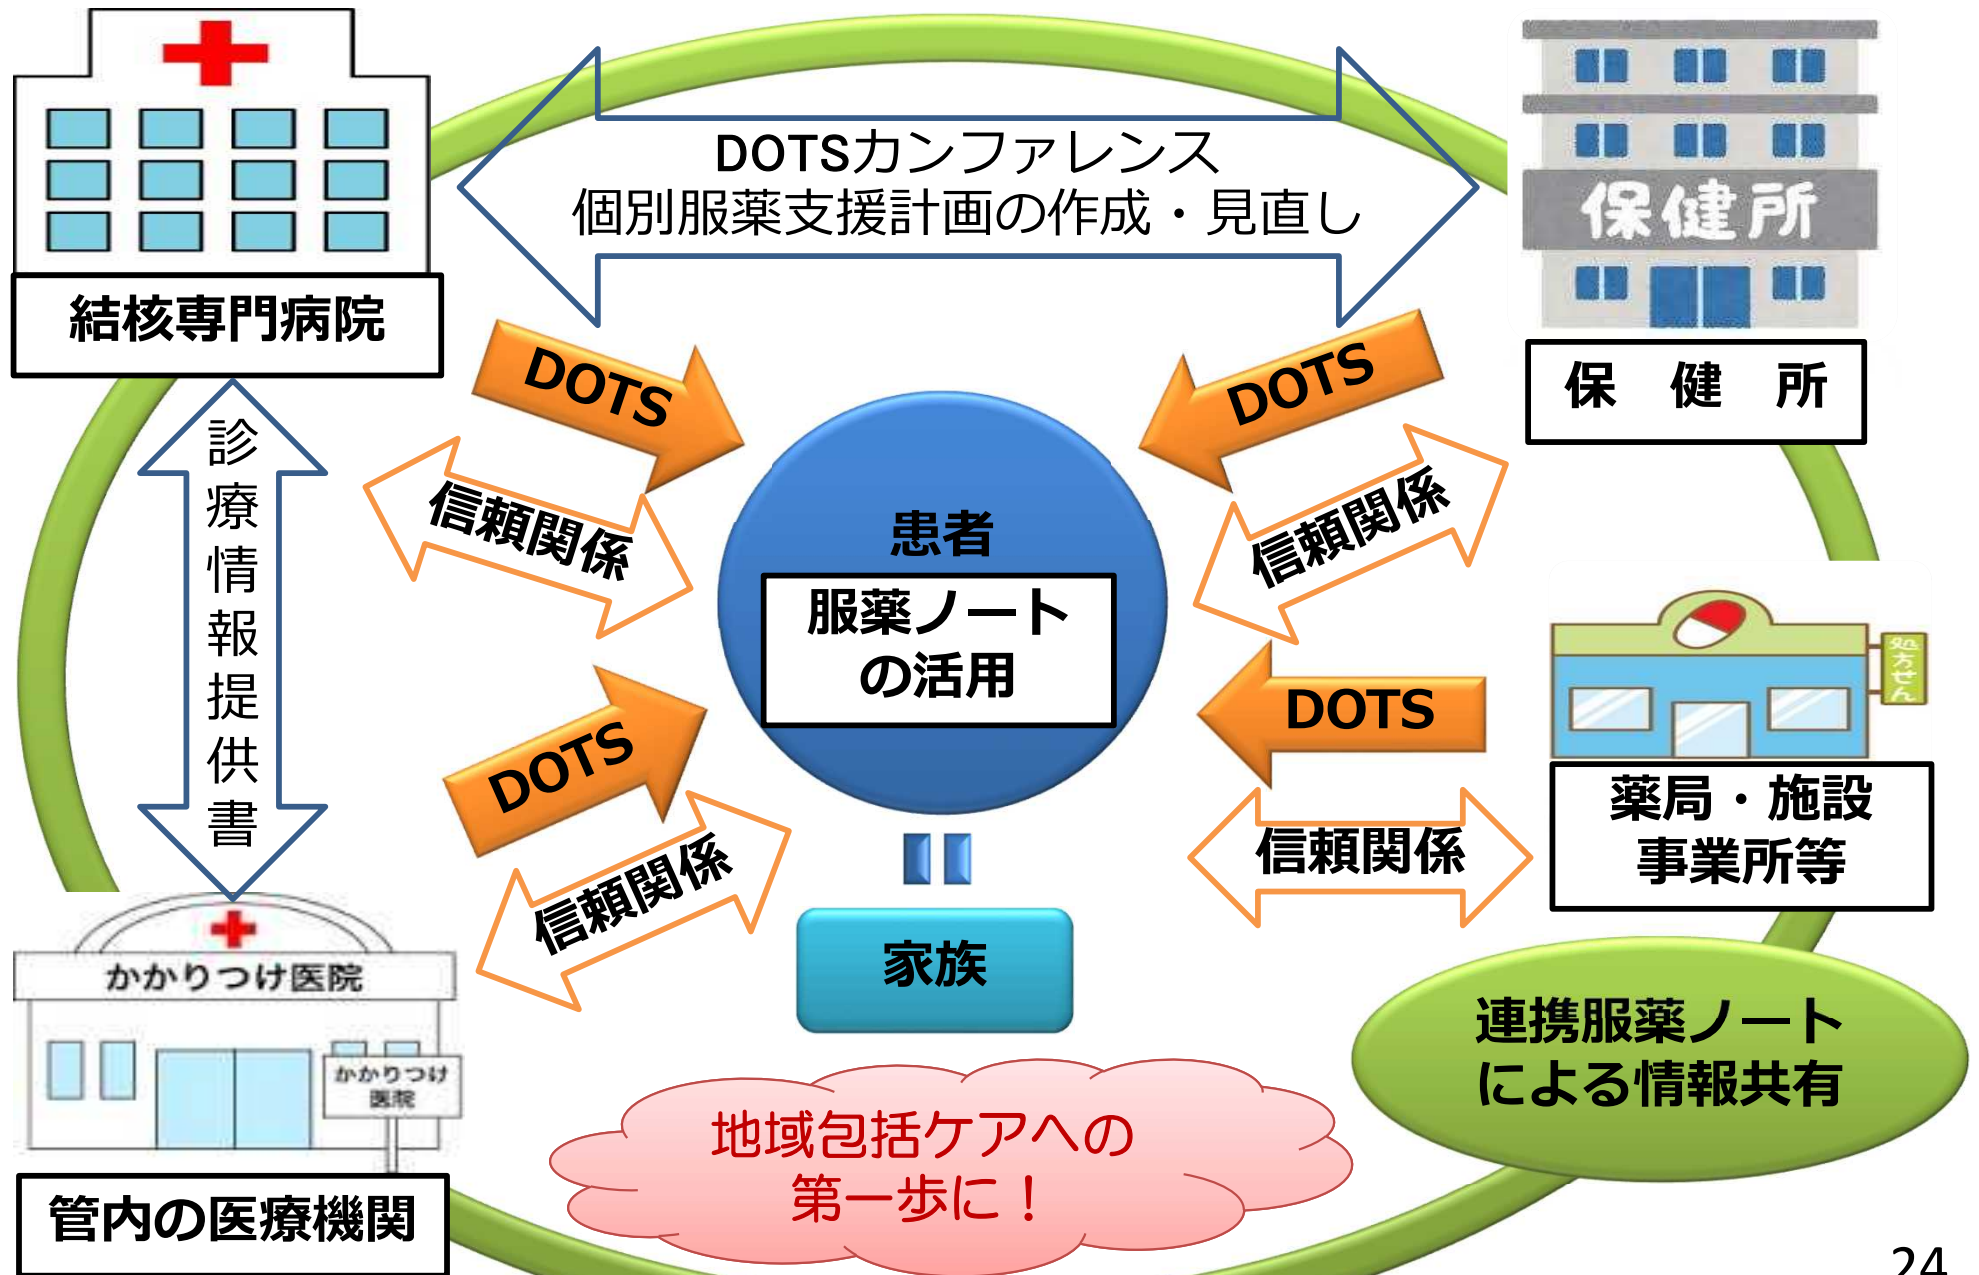 DOTSカンファレンス
個別服薬支援計画の作成・見直し
保健所
結核専門病院
保　健　所
DOTS
DOTS
信頼関係
信頼関係
診療情報提供書
患者
服薬ノート
の活用
処方せん
DOTS
DOTS
信頼関係
信頼関係
薬局・施設
事業所等
かかりつけ医院
かかりつけ
医院
管内の医療機関
家族
連携服薬ノート
による情報共有
地域包括ケアへの
第一歩に！
24